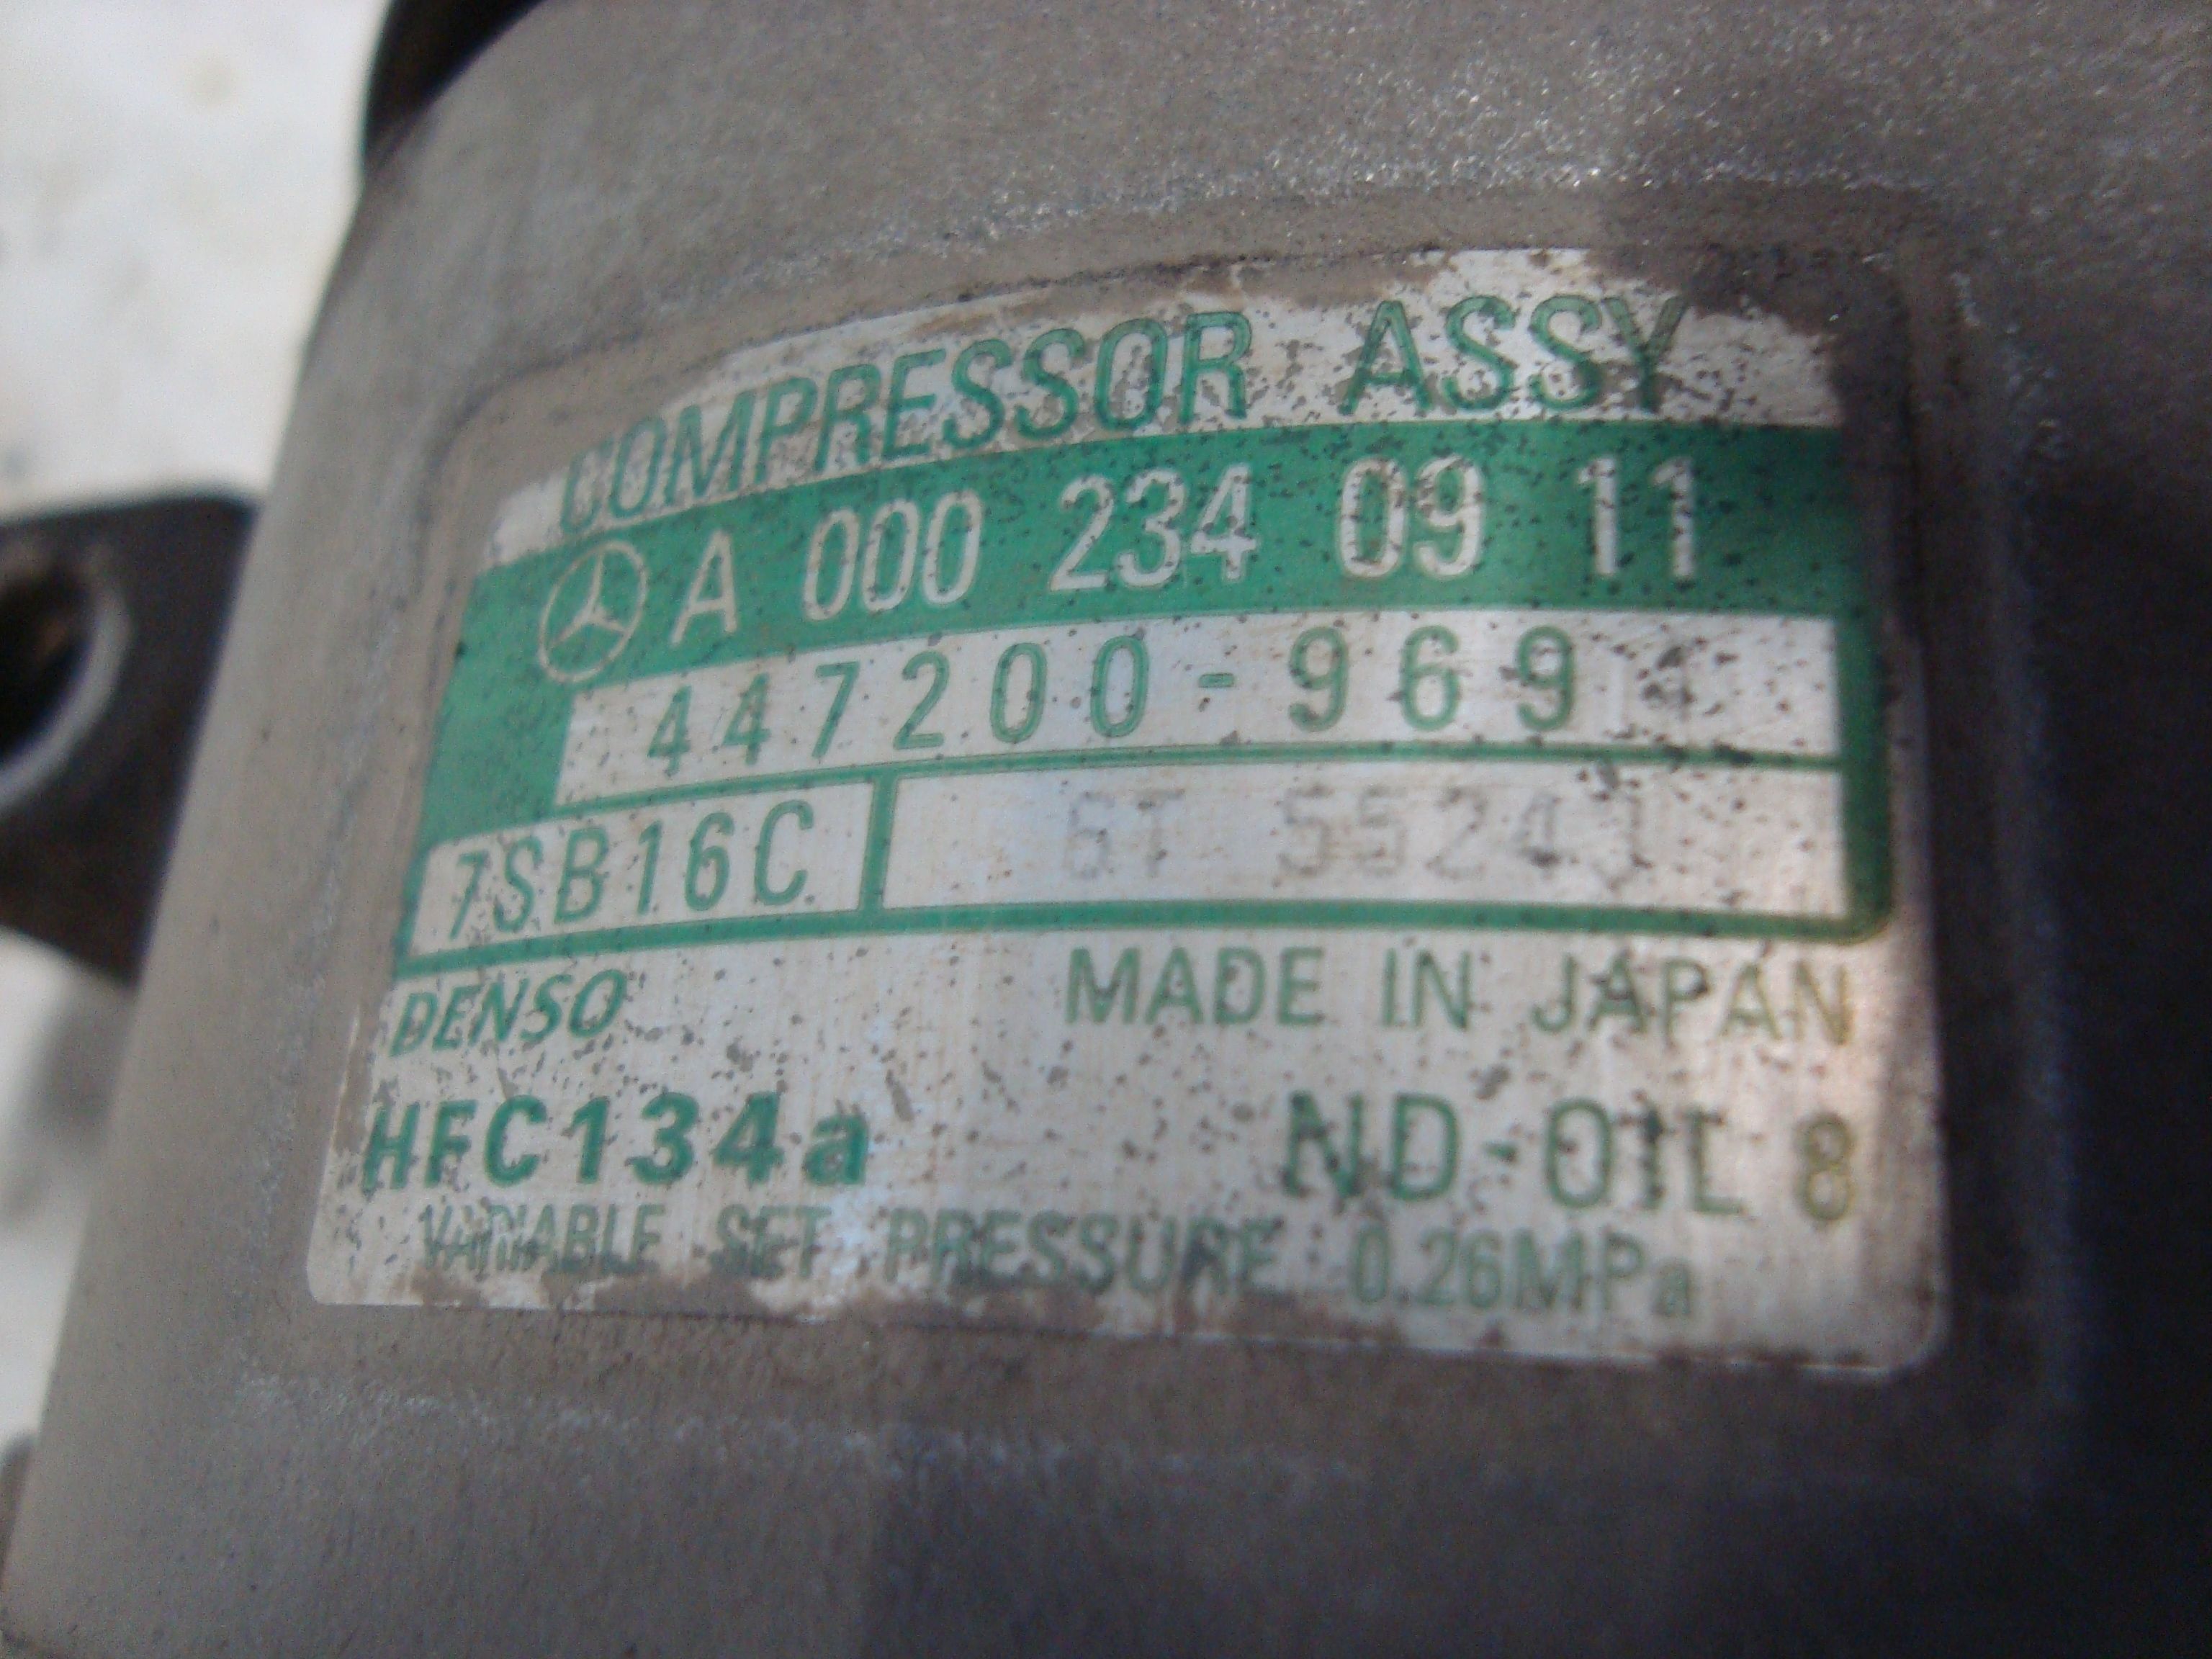 COMPRESSOR ASSY
A 000 234 09 11
447200-969
7SB16C
DENSO MADE IN JAPAN
HFC134a ND-OIL 8
VARIABLE SET PRESSURE 0.26MPa